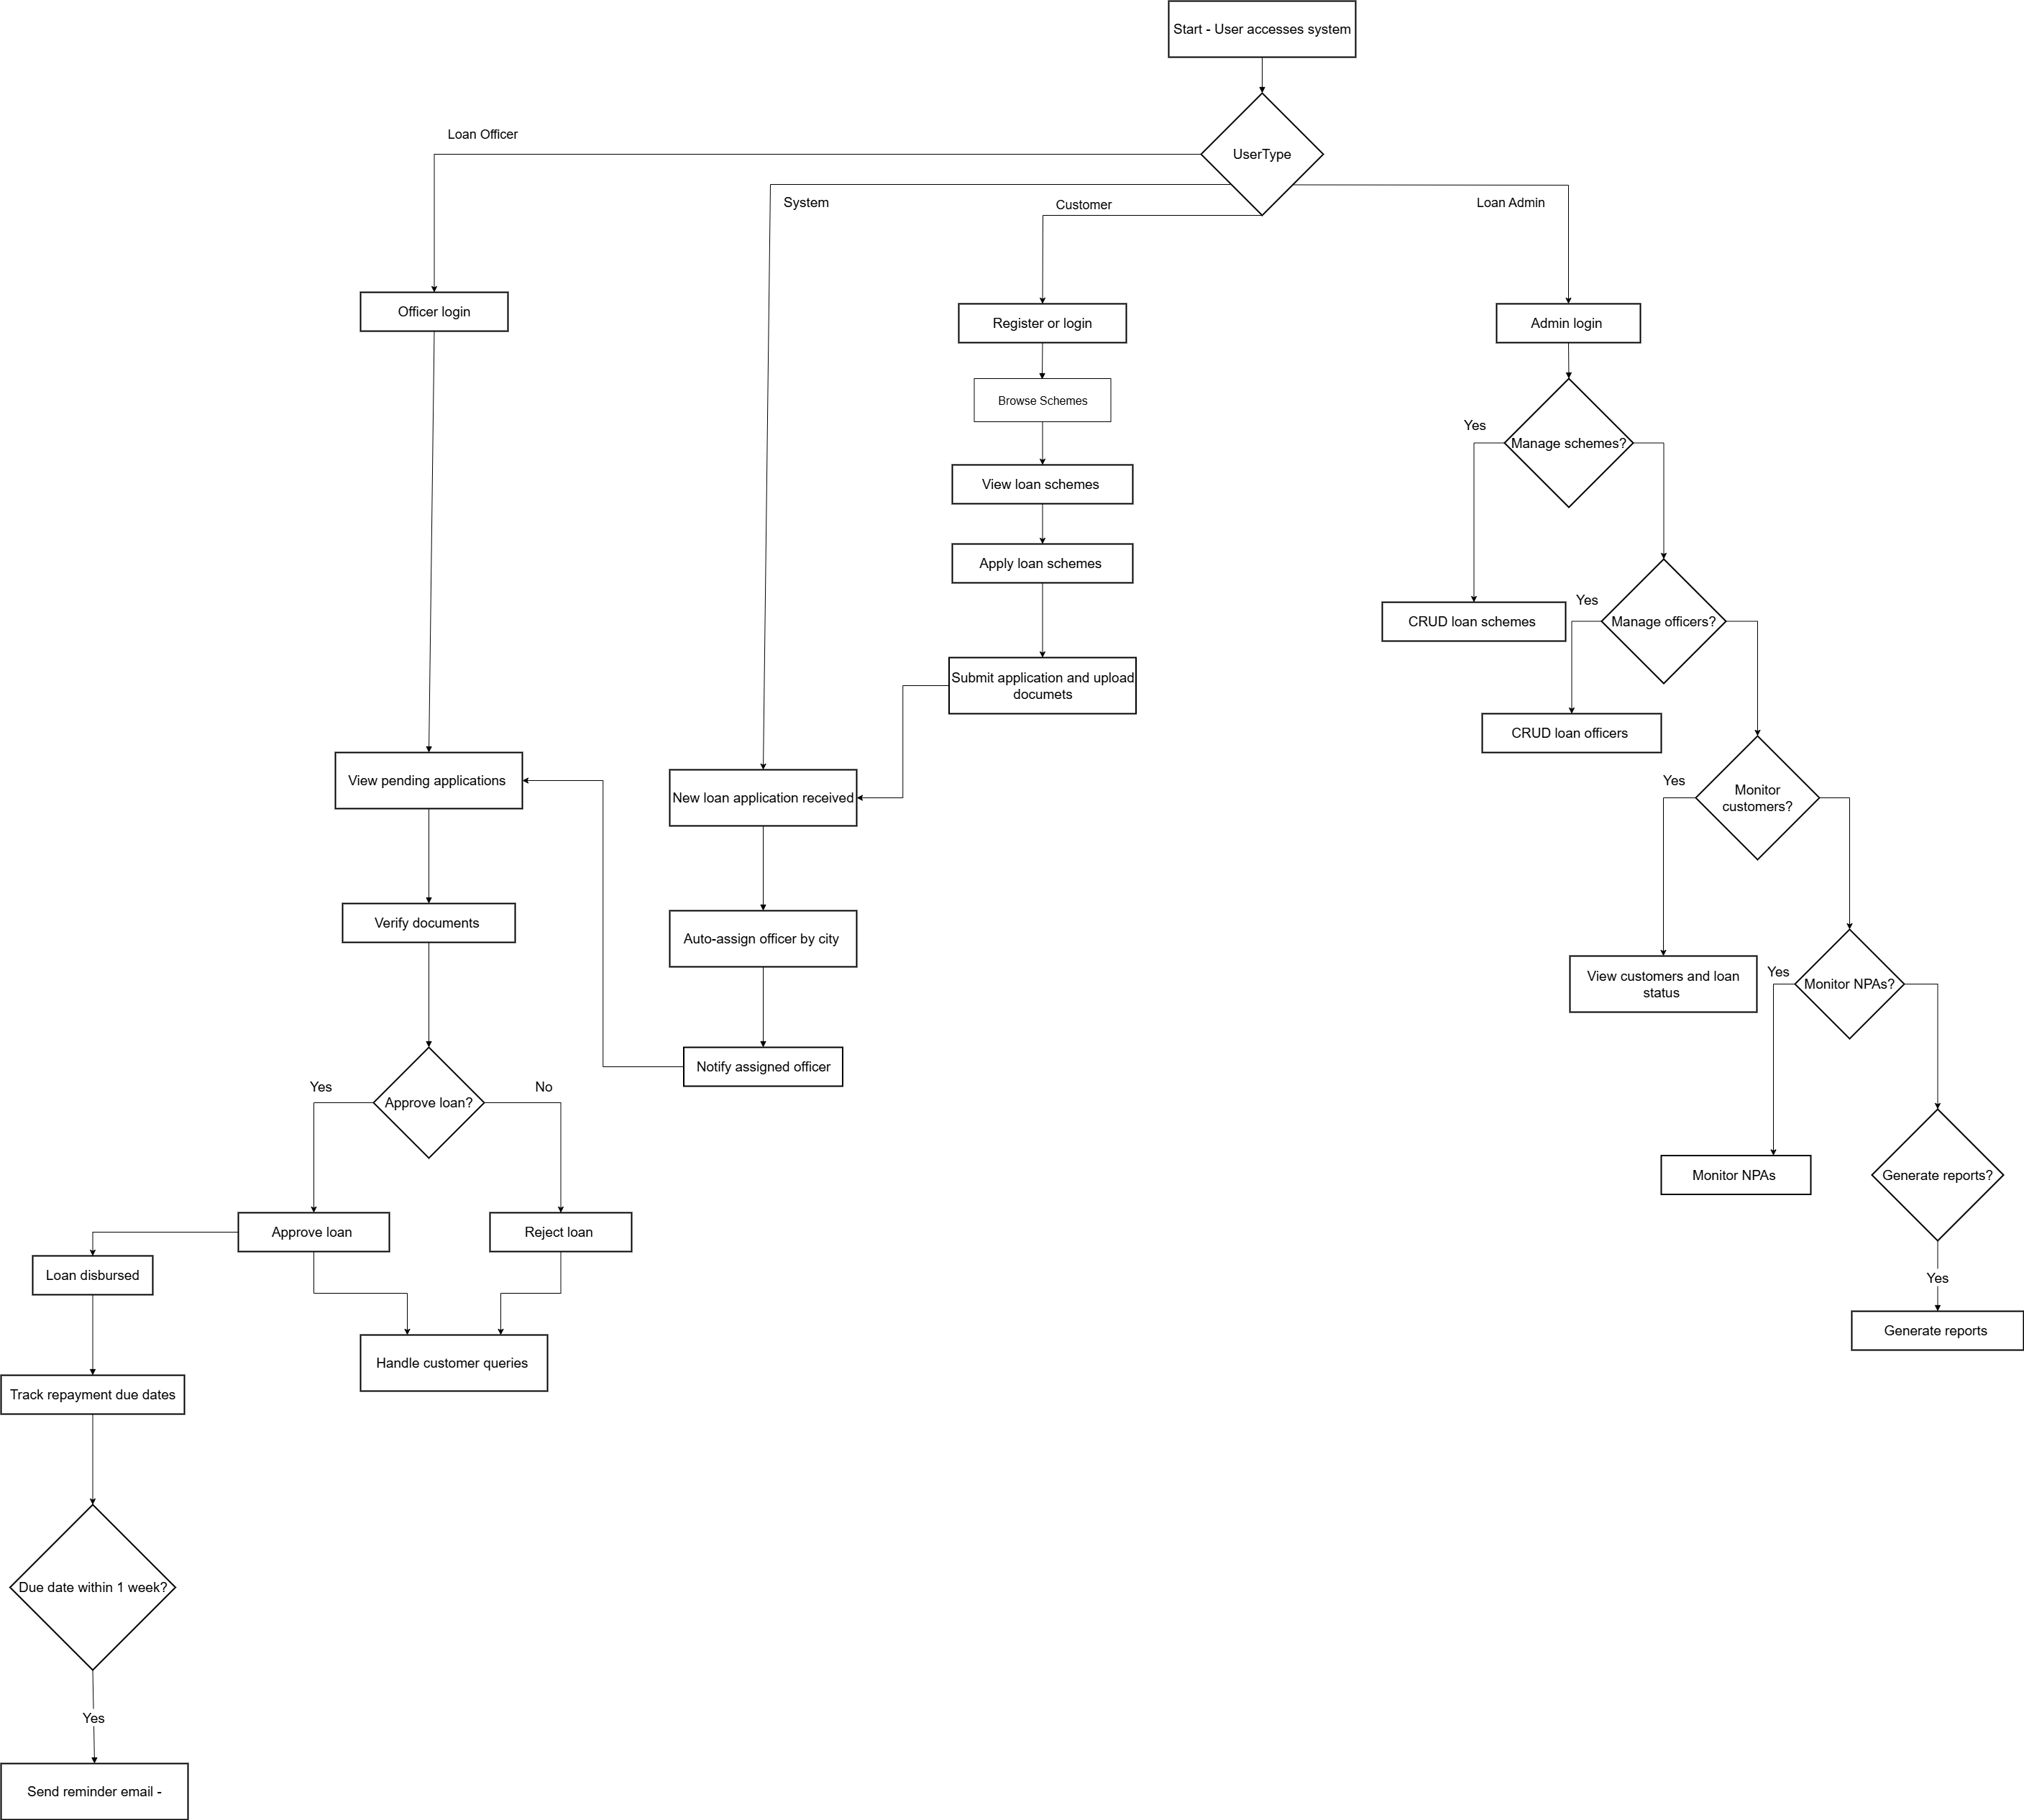 Start - User accesses system
UserType
Loan Officer
System
Customer
Loan Admin
Officer login
Register or login
Admin login
Browse Schemes
Yes
Manage schemes?
View loan schemes
Apply loan schemes
Yes
CRUD loan schemes
Manage officers?
Submit application and upload
documets
CRUD loan officers
View pending applications
New loan application received
Yes
Monitor
customers?
Verify documents
Auto-assign officer by city
View customers and loan
status
Yes
Monitor NPAs?
Notify assigned officer
Yes
No
Approve loan?
Monitor NPAs
Generate reports?
Approve loan
Reject loan
Loan disbursed
Yes
Generate reports
Handle customer queries
Track repayment due dates
Due date within 1 week?
Yes
Send reminder email -